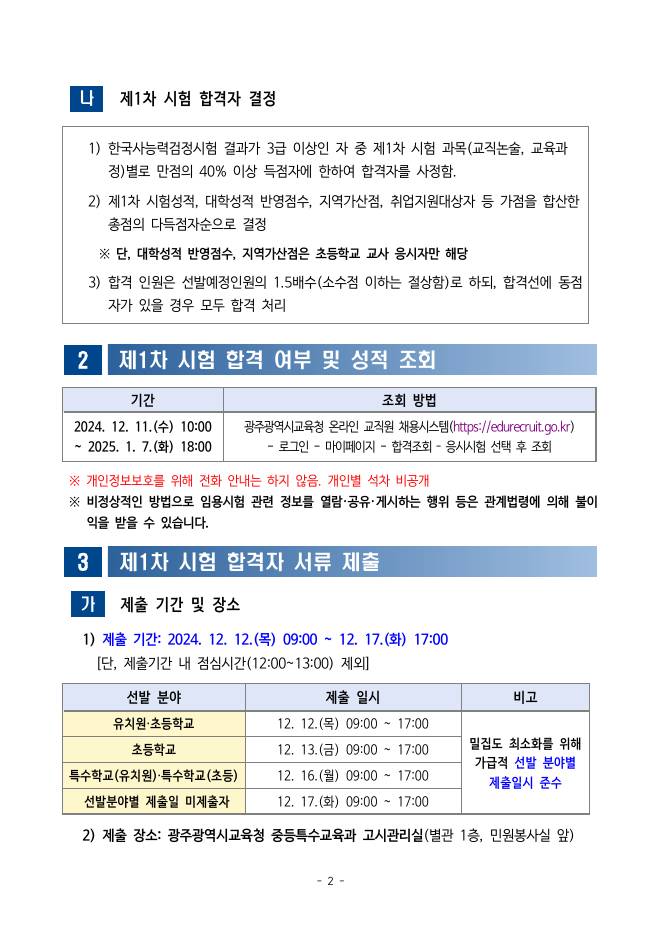 나 제1차 시험 합격자 결정
1) 한국사능력검정시험 결과가 3급 이상인 자 중 제1차 시험 과목(교직논술, 교육과
정)별로 만점의 40% 이상 득점자에 한하여 합격자를 사정함.
2) 제1차 시험성적, 대학성적 반영점수, 지역가산점, 취업지원대상자 등 가점을 합산한
총점의 다득점자순으로 결정
※ 단, 대학성적 반영점수, 지역가산점은 초등학교 교사 응시자만 해당
3) 합격 인원은 선발예정인원의 1.5배수(소수점 이하는 절상함)로 하되, 합격선에 동점
자가 있을 경우 모두 합격 처리
2 제1차 시험 합격 여부 및 성적 조회
기간 조회 방법
2024. 12. 11.(수) 10:00
~ 2025. 1. 7.(화) 18:00
광주광역시교육청 온라인 교직원 채용시스템(https://edurecruit.go.kr)
- 로그인 - 마이페이지 - 합격조회 - 응시시험 선택 후 조회
※ 개인정보보호를 위해 전화 안내는 하지 않음. 개인별 석차 비공개
※ 비정상적인 방법으로 임용시험 관련 정보를 열람·공유·게시하는 행위 등은 관계법령에 의해 불이
익을 받을 수 있습니다.
3 제1차 시험 합격자 서류 제출
가 제출 기간 및 장소
1) 제출 기간: 2024. 12. 12.(목) 09:00 ~ 12. 17.(화) 17:00
[단, 제출기간 내 점심시간(12:00~13:00) 제외]
선발 분야 제출 일시 비고
유치원·초등학교 12. 12.(목) 09:00 ~ 17:00
초등학교 12. 13.(금) 09:00 ~ 17:00
특수학교(유치원)·특수학교(초등) 12. 16.(월) 09:00 ~ 17:00
선발분야별 제출일 미제출자 12. 17.(화) 09:00 ~ 17:00
밀집도 최소화를 위해
가급적 선발 분야별
제출일시 준수
2) 제출 장소: 광주광역시교육청 중등특수교육과 고시관리실(별관 1층, 민원봉사실 앞)
- 2 -